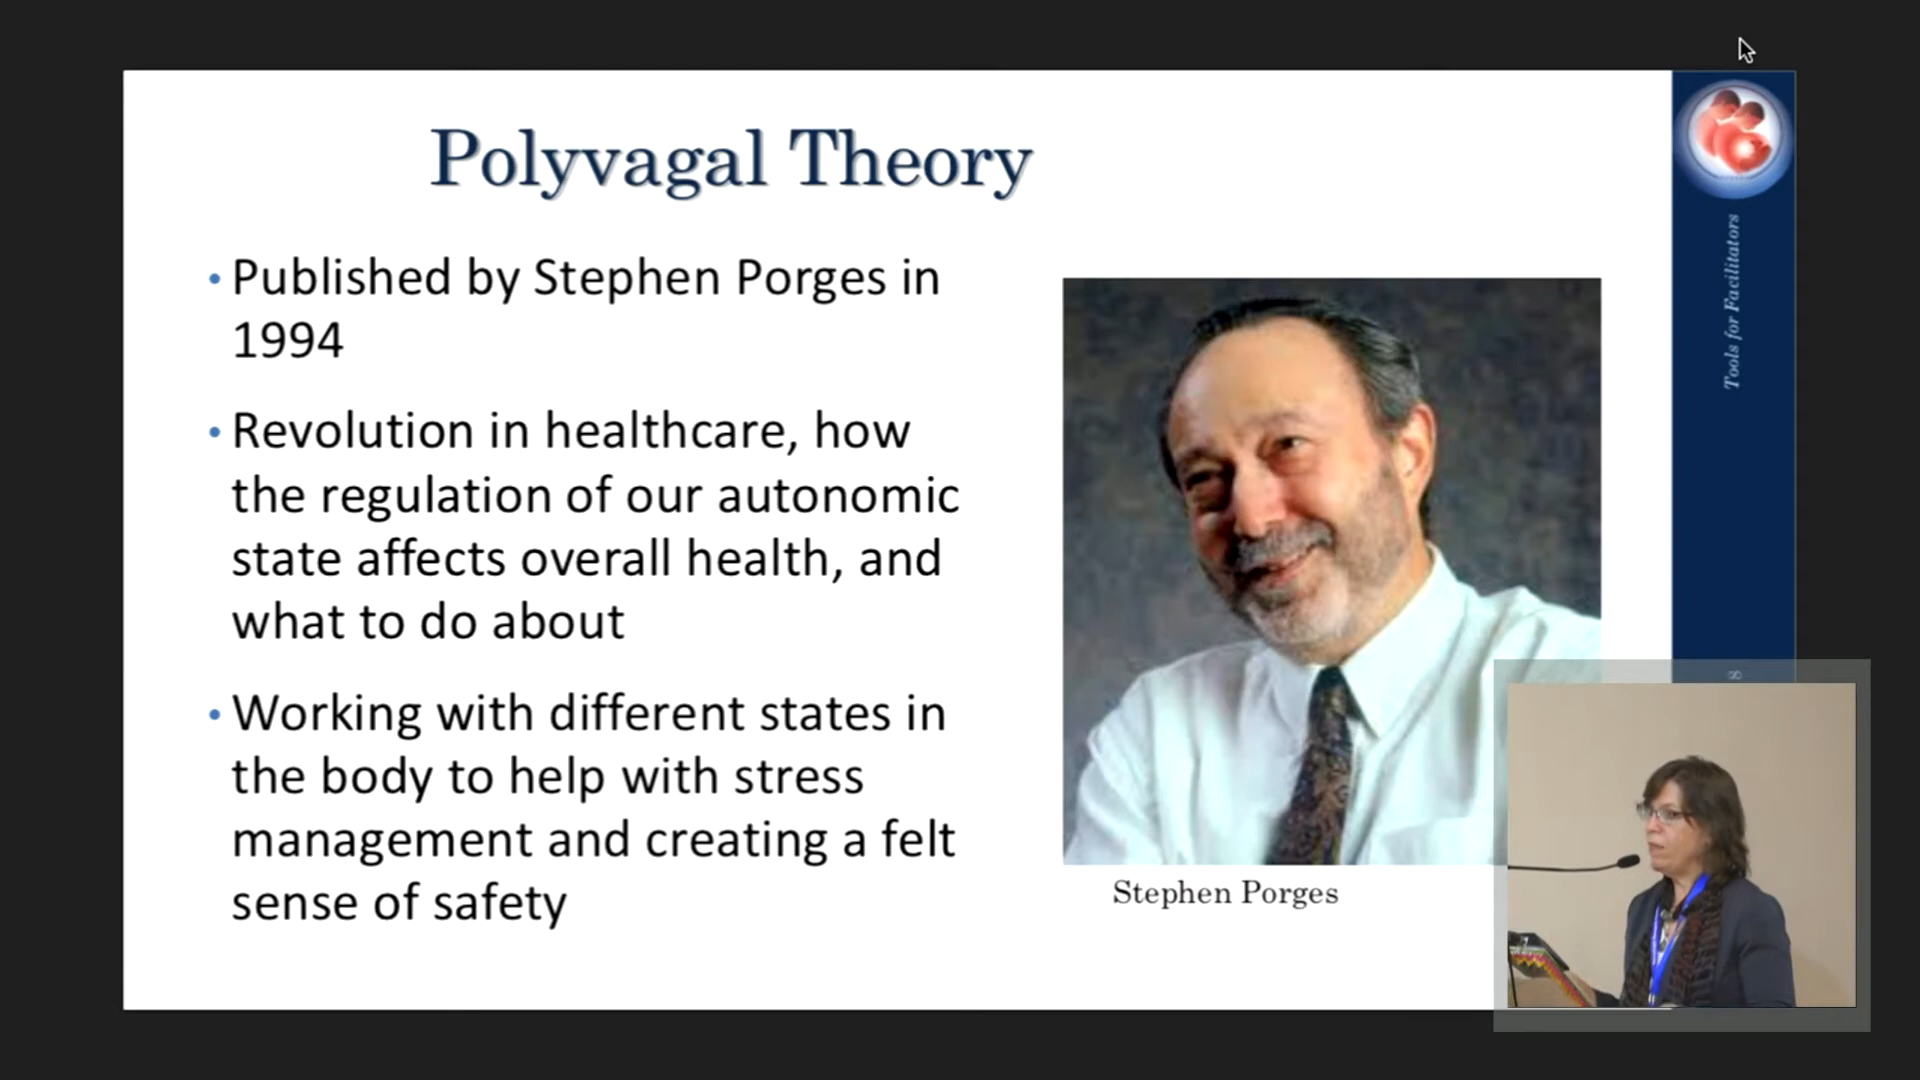 Polyvagal Theory
• Published by Stephen Porges in
1994
• Revolution in healthcare, how
the regulation of our autonomic
state affects overall health, and
what to do about
• Working with different states in
the body to help with stress
management and creating a felt
sense of safety
Stephen Porges
Tools for Facilitators
8